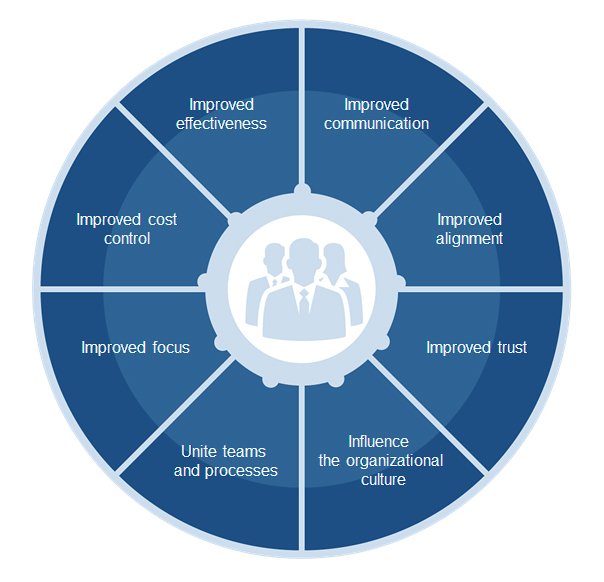 Improved
effectiveness
Improved
communication
Improved cost
control
Improved
alignment
Improved focus
Improved trust
Unite teams
and processes
Influence
the organizational
culture